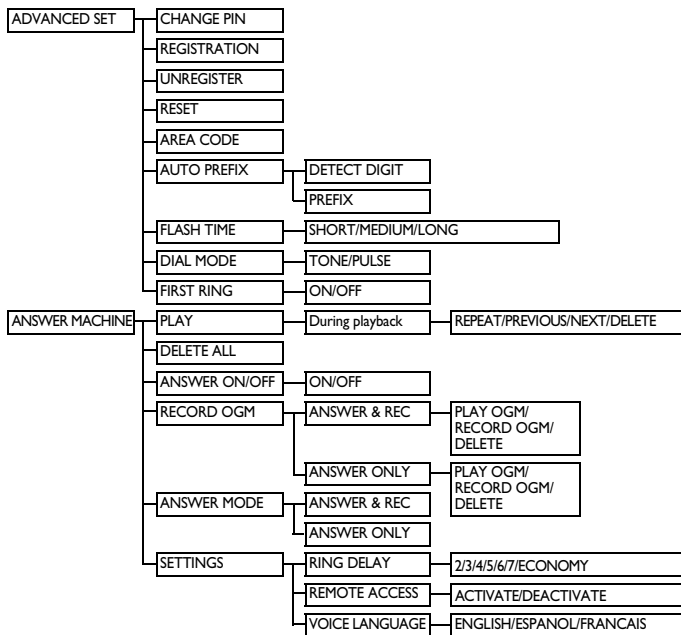 ADVANCED SET
CHANGE PIN
REGISTRATION
UNREGISTER
RESET
AREA CODE
AUTO PREFIX
DETECT DIGIT
PREFIX
FLASH TIME
SHORT/MEDIUM/LONG
DIAL MODE
TONE/PULSE
FIRST RING
ON/OFF
ANSWER MACHINE
PLAY
During playback
REPEAT/PREVIOUS/NEXT/DELETE
DELETE ALL
ANSWER ON/OFF
ON/OFF
RECORD OGM
ANSWER & REC
PLAY OGM/
RECORD OGM/
DELETE
ANSWER ONLY
PLAY OGM/
RECORD OGM/
DELETE
ANSWER MODE
ANSWER & REC
ANSWER ONLY
SETTINGS
RING DELAY
2/3/4/5/6/7/ECONOMY
REMOTE ACCESS
ACTIVATE/DEACTIVATE
VOICE LANGUAGE
ENGLISH/ESPANOL/FRANCAIS